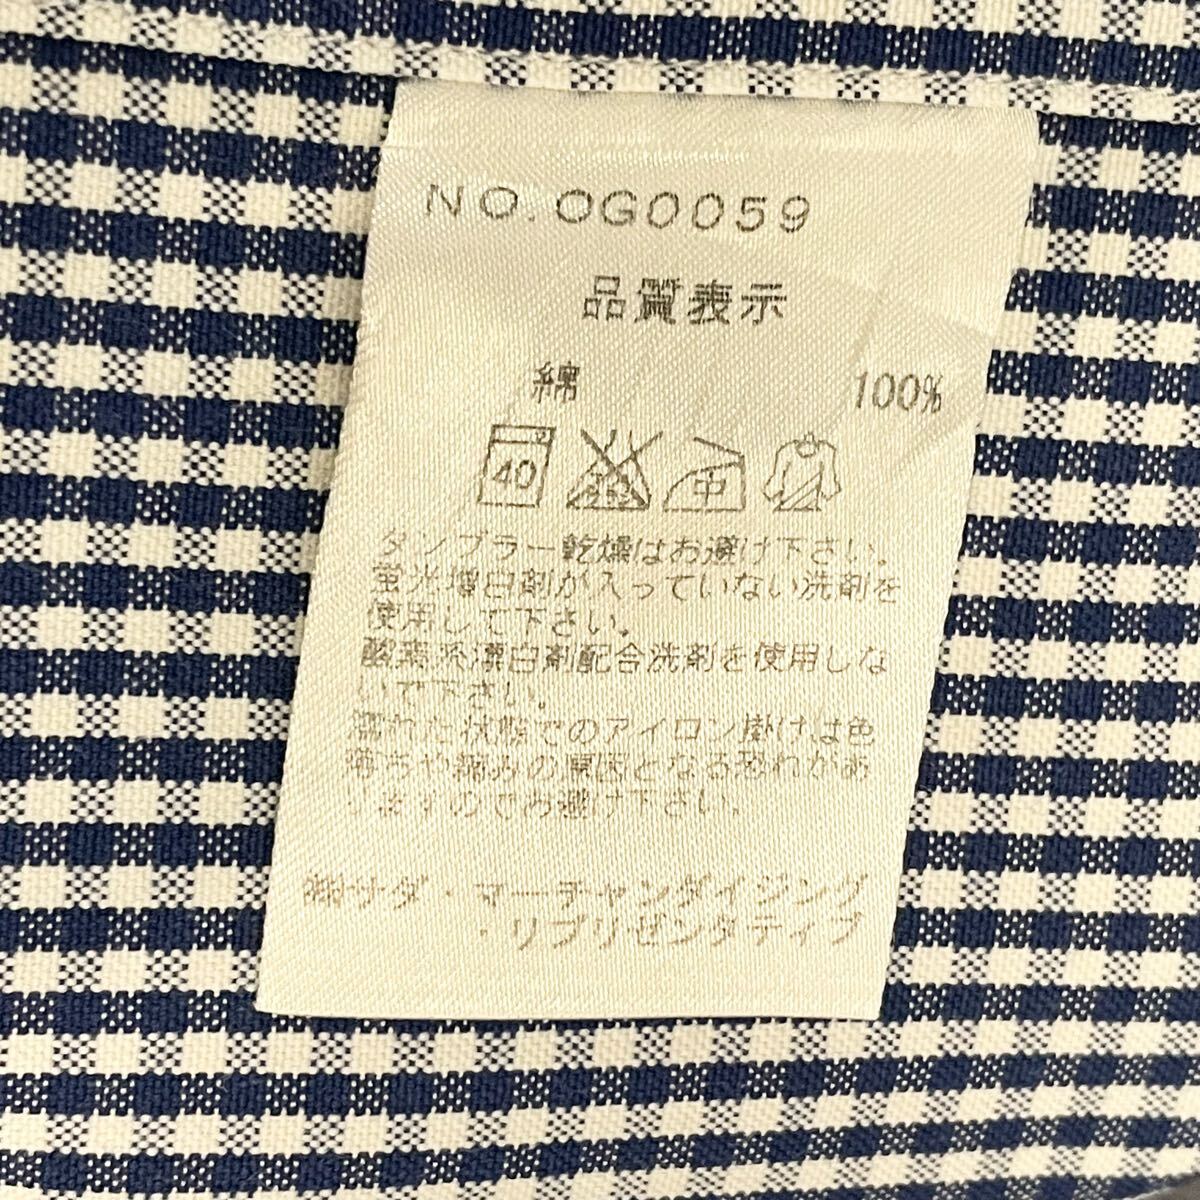 NO. OG0059
品質表示
綿 100%
40 中
タンブラー乾燥はお避け下さい。
蛍光増白剤が入っていない洗剤を
使用して下さい。
酸素系漂白剤配合洗剤を使用しな
いで下さい。
濡れた状態でのアイロン掛けは色
落ちや縮みの原因となる恐れがあ
りますのでお避け下さい。
㈱サダ・マーチャンダイジング
・リプリゼンタティブ